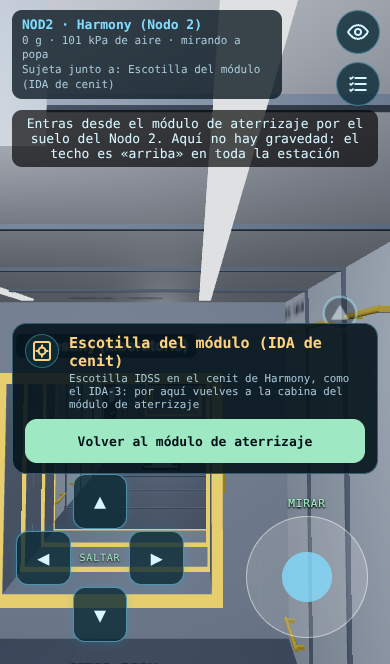 NOD2 · Harmony (Nodo 2)
0 g · 101 kPa de aire · mirando a
popa
Sujeta junto a: Escotilla del módulo
(IDA de cenit)
Entras desde el módulo de aterrizaje por el
suelo del Nodo 2. Aquí no hay gravedad: el
techo es «arriba» en toda la estación
Escotilla del módulo (IDA de
cenit)
Escotilla IDSS en el cenit de Harmony, como
el IDA-3: por aquí vuelves a la cabina del
módulo de aterrizaje
Volver al módulo de aterrizaje
MIRAR
SALTAR